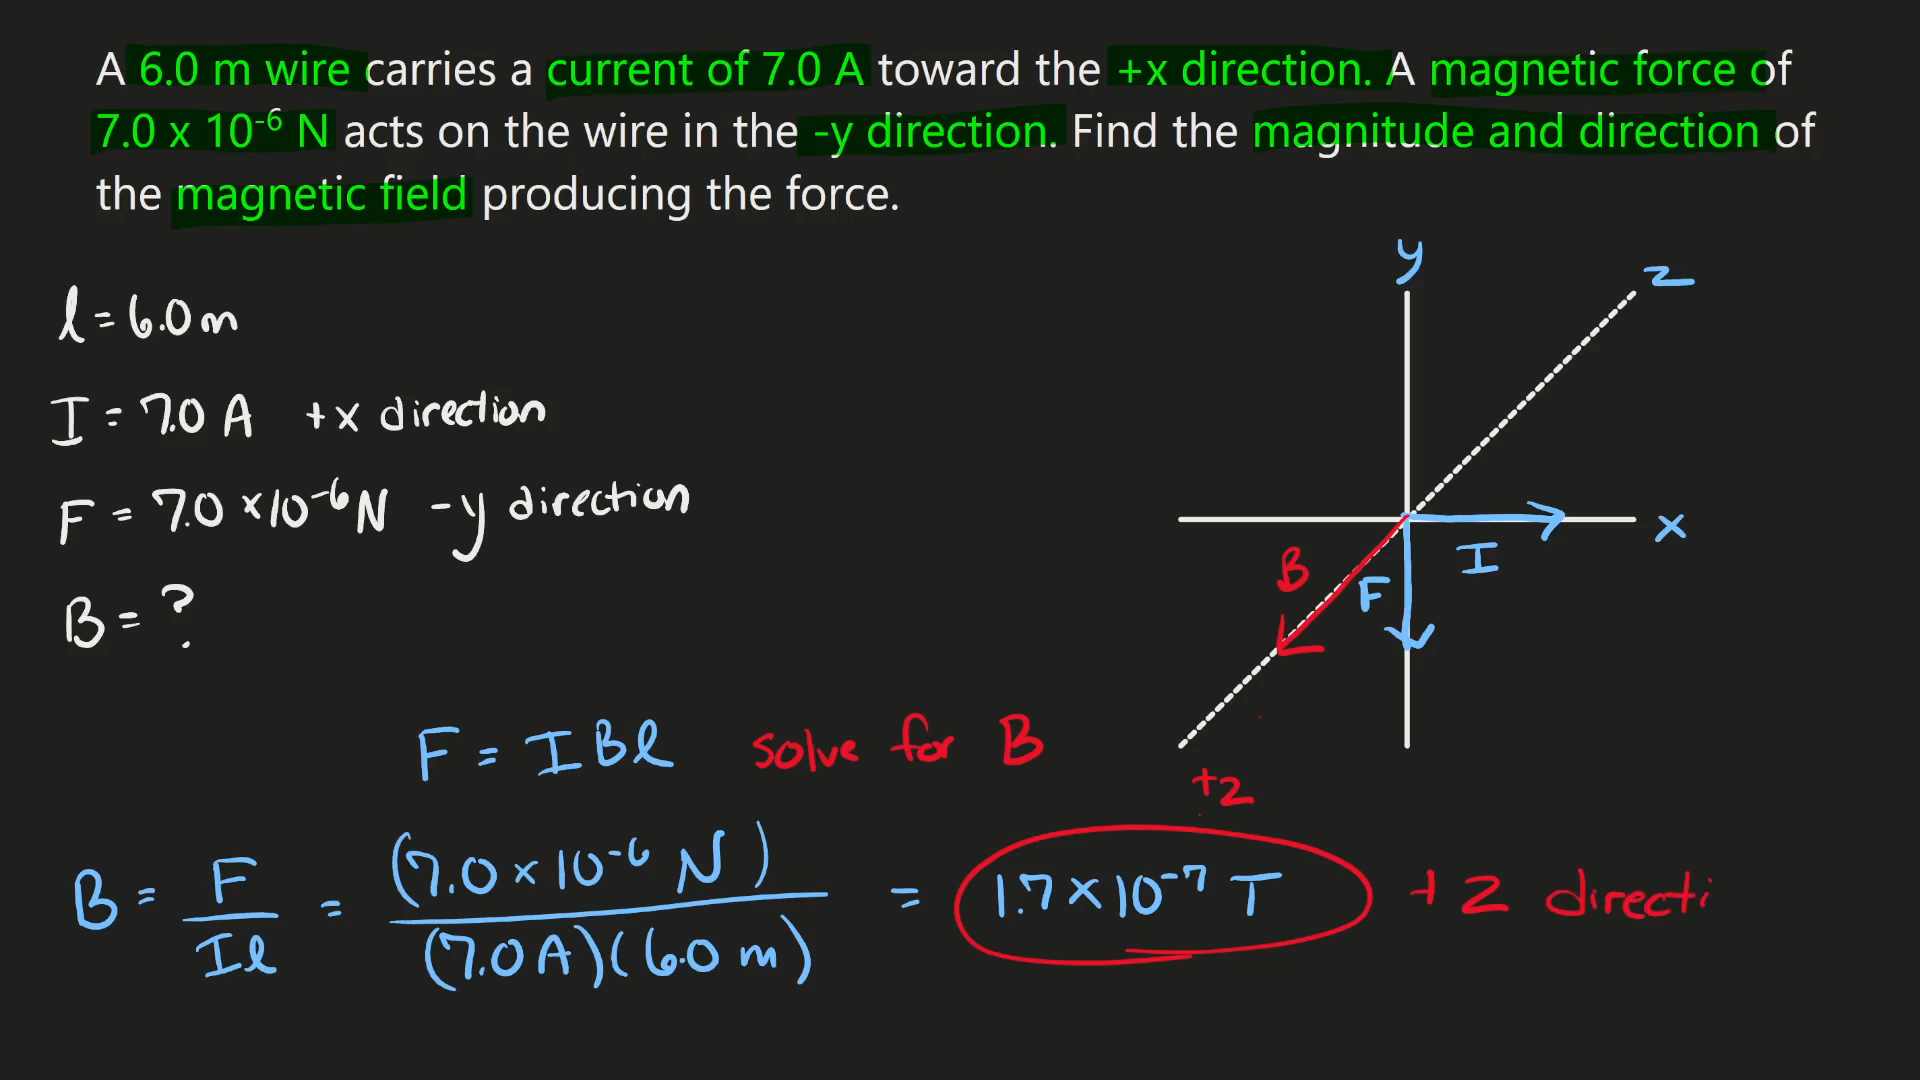 A 6.0 m wire carries a current of 7.0 A toward the +x direction. A magnetic force of
7.0 x 10⁻⁶ N acts on the wire in the -y direction. Find the magnitude and direction of
the magnetic field producing the force.
l = 6.0 m
I = 7.0 A +x direction
F = 7.0 × 10⁻⁶ N -y direction
B = ?
y
z
x
I
B
F
+z
F = IBl solve for B
B = F/Il = (7.0 × 10⁻⁶ N)/(7.0 A)(6.0 m) = 1.7 × 10⁻⁷ T +z directi